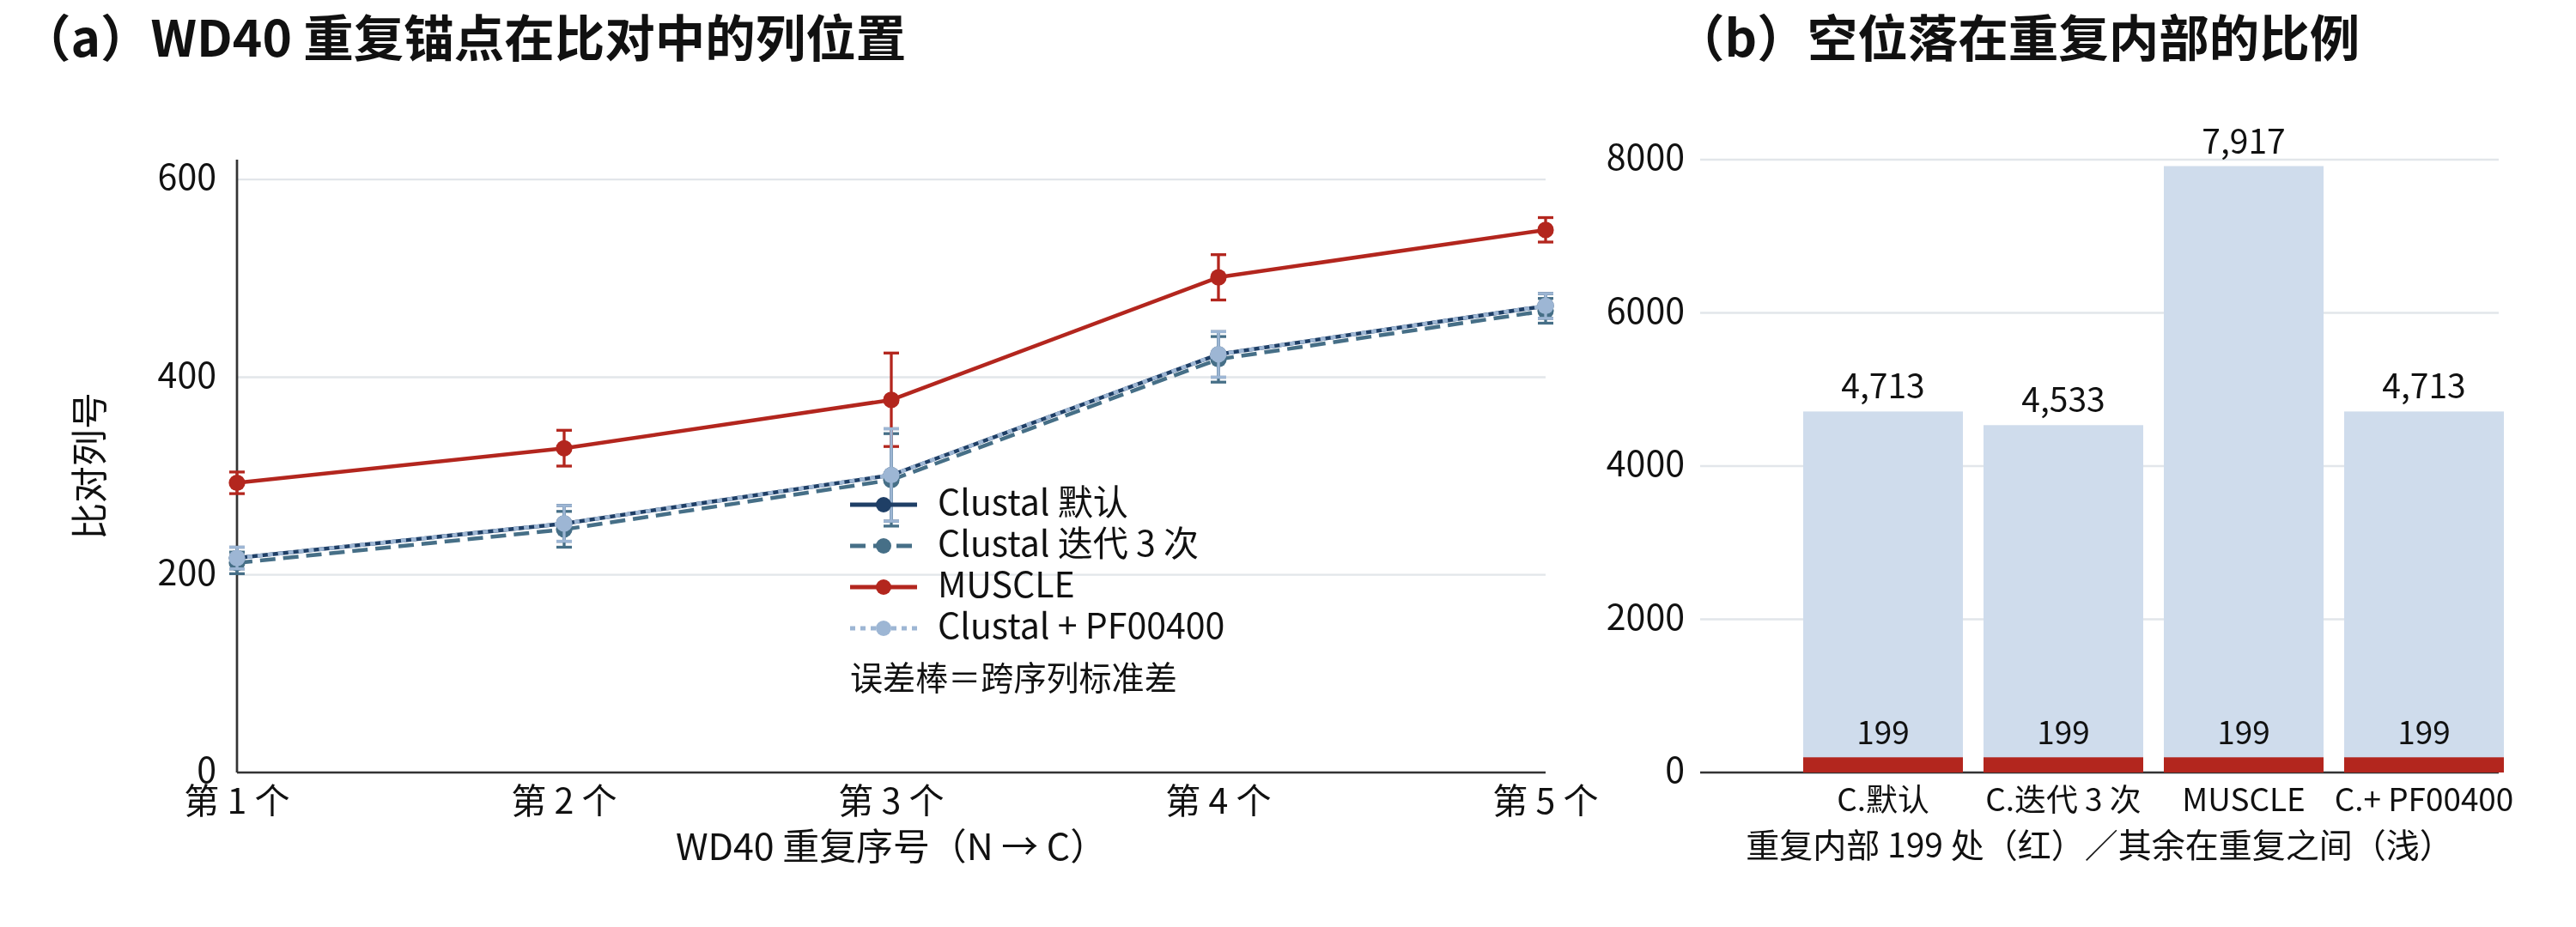 （a）WD40 重复锚点在比对中的列位置
600
400
200
0
比对列号
第 1 个
第 2 个
第 3 个
第 4 个
第 5 个
WD40 重复序号（N → C）
Clustal 默认
Clustal 迭代 3 次
MUSCLE
Clustal + PF00400
误差棒＝跨序列标准差
（b）空位落在重复内部的比例
8000
6000
4000
2000
0
4,713
4,533
7,917
4,713
199
199
199
199
C.默认
C.迭代 3 次
MUSCLE
C.+ PF00400
重复内部 199 处（红）／其余在重复之间（浅）